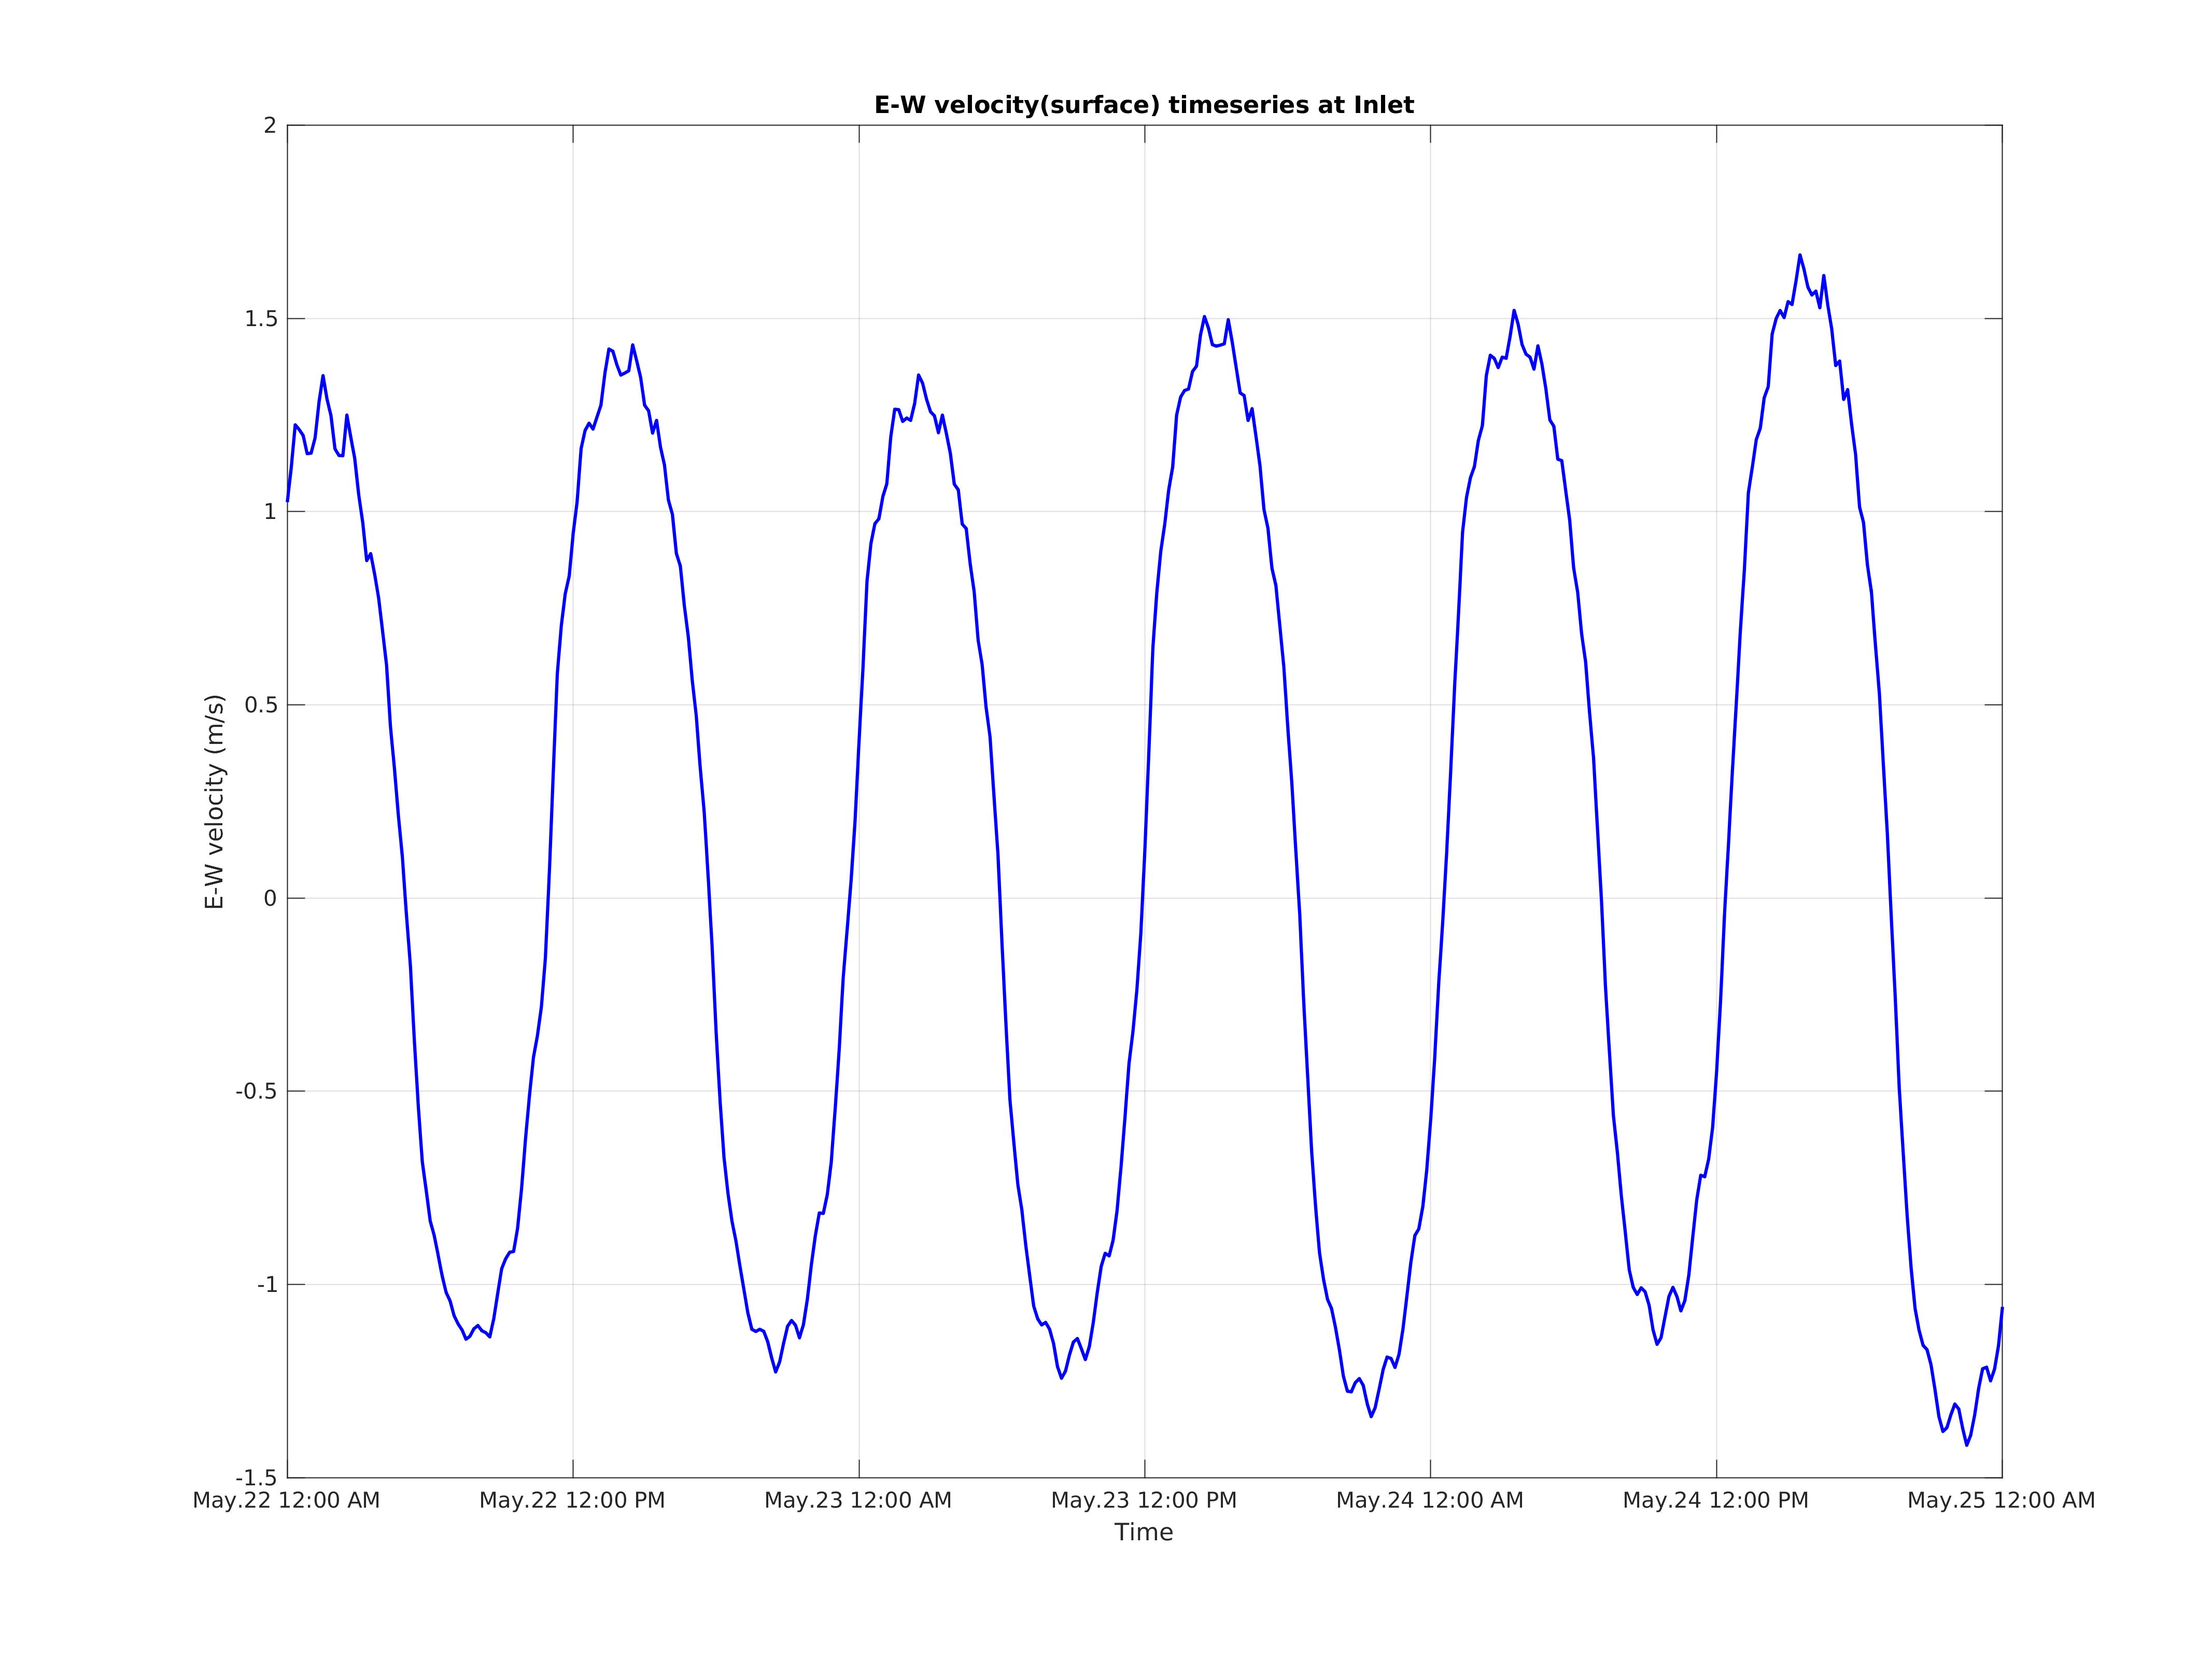 E-W velocity(surface) timeseries at Inlet
2
1.5
1
0.5
0
-0.5
-1
-1.5
E-W velocity (m/s)
May.22 12:00 AM
May.22 12:00 PM
May.23 12:00 AM
May.23 12:00 PM
May.24 12:00 AM
May.24 12:00 PM
May.25 12:00 AM
Time